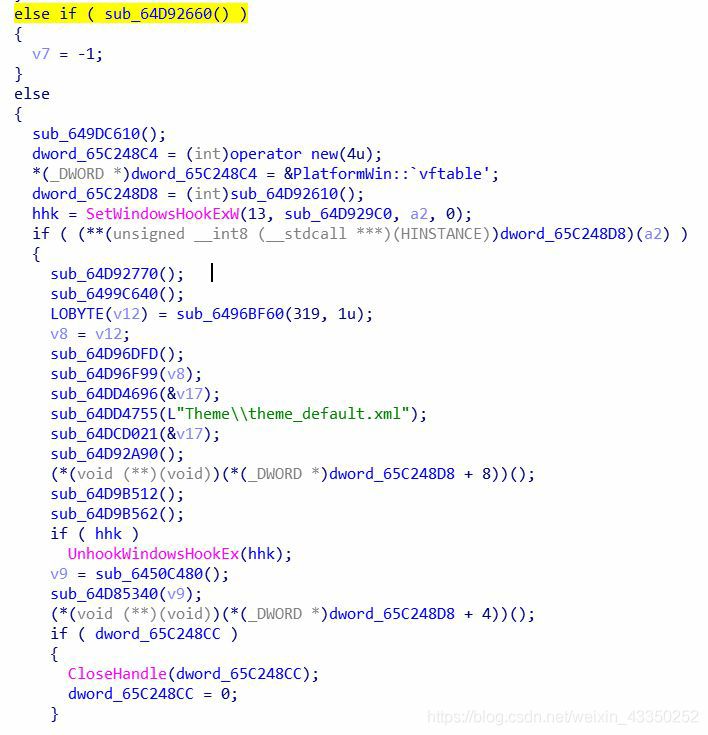 else if ( sub_64D92660() )
{
v7 = -1;
}
else
{
sub_649DC610();
dword_65C248C4 = (int)operator new(4u);
*(_DWORD *)dword_65C248C4 = &PlatformWin::`vftable';
dword_65C248D8 = (int)sub_64D92610();
hhk = SetWindowsHookExW(13, sub_64D929C0, a2, 0);
if ( (**(unsigned __int8 (__stdcall ***)(HINSTANCE))dword_65C248D8)(a2) )
{
sub_64D92770();
sub_6499C640();
LOBYTE(v12) = sub_6496BF60(319, 1u);
v8 = v12;
sub_64D96DFD();
sub_64D96F99(v8);
sub_64DD4696(&v17);
sub_64DD4755(L"Theme\\theme_default.xml");
sub_64DCD021(&v17);
sub_64D92A90();
(*(void (**)(void))(*(_DWORD *)dword_65C248D8 + 8))();
sub_64D9B512();
sub_64D9B562();
if ( hhk )
UnhookWindowsHookEx(hhk);
v9 = sub_6450C480();
sub_64D85340(v9);
(*(void (**)(void))(*(_DWORD *)dword_65C248D8 + 4))();
if ( dword_65C248CC )
{
CloseHandle(dword_65C248CC);
dword_65C248CC = 0;
}
https://blog.csdn.net/weixin_43350252